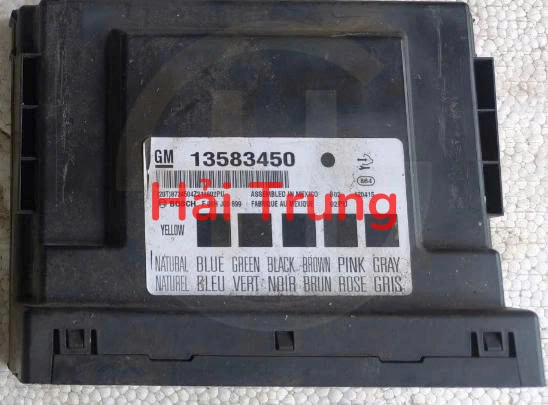 GM 13583450
864
ASSEMBLED IN MEXICO
BOSCH FABRIQUE AU MEXIQUE
Hải Trung
YELLOW
NATURAL BLUE GREEN BLACK BROWN PINK GRAY
NATUREL BLEU VERT NOIR BRUN ROSE GRIS